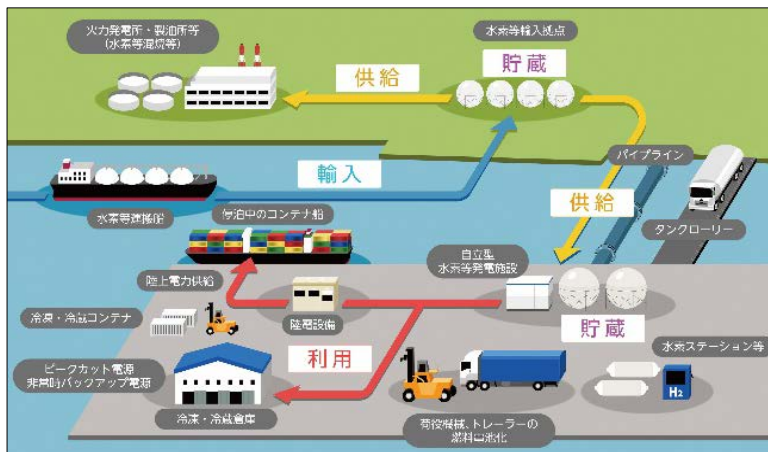 火力発電所・製油所等
(水素等混焼等)
水素等輸入拠点
貯蔵
供給
パイプライン
輸入
水素等運搬船
停泊中のコンテナ船
供給
タンクローリー
自立型
水素等発電施設
陸上電力供給
冷凍・冷蔵コンテナ
陸電設備
貯蔵
利用
水素ステーション等
ピークカット電源
非常時バックアップ電源
H2
冷凍・冷蔵倉庫
荷役機械、トレーラーの
燃料電池化